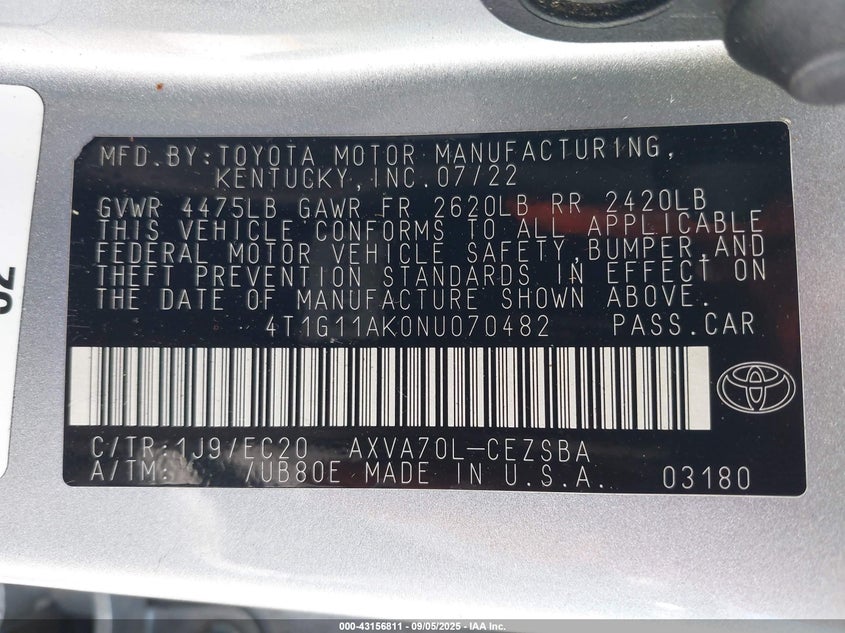 MFD.BY:TOYOTA MOTOR MANUFACTURING,
KENTUCKY,INC.07/22
GVWR 4475LB GAWR FR 2620LB RR 2420LB
THIS VEHICLE CONFORMS TO ALL APPLICABLE
FEDERAL MOTOR VEHICLE SAFETY,BUMPER,AND
THEFT PREVENTION STANDARDS IN EFFECT ON
THE DATE OF MANUFACTURE SHOWN ABOVE.
4T1G11AK0NU070482 PASS.CAR
C/TR:1J9/EC20 AXVA70L-CEZSBA
A/TM: /UB80E MADE IN U.S.A. 03180
000-43156811 - 09/05/2025 - IAA Inc.